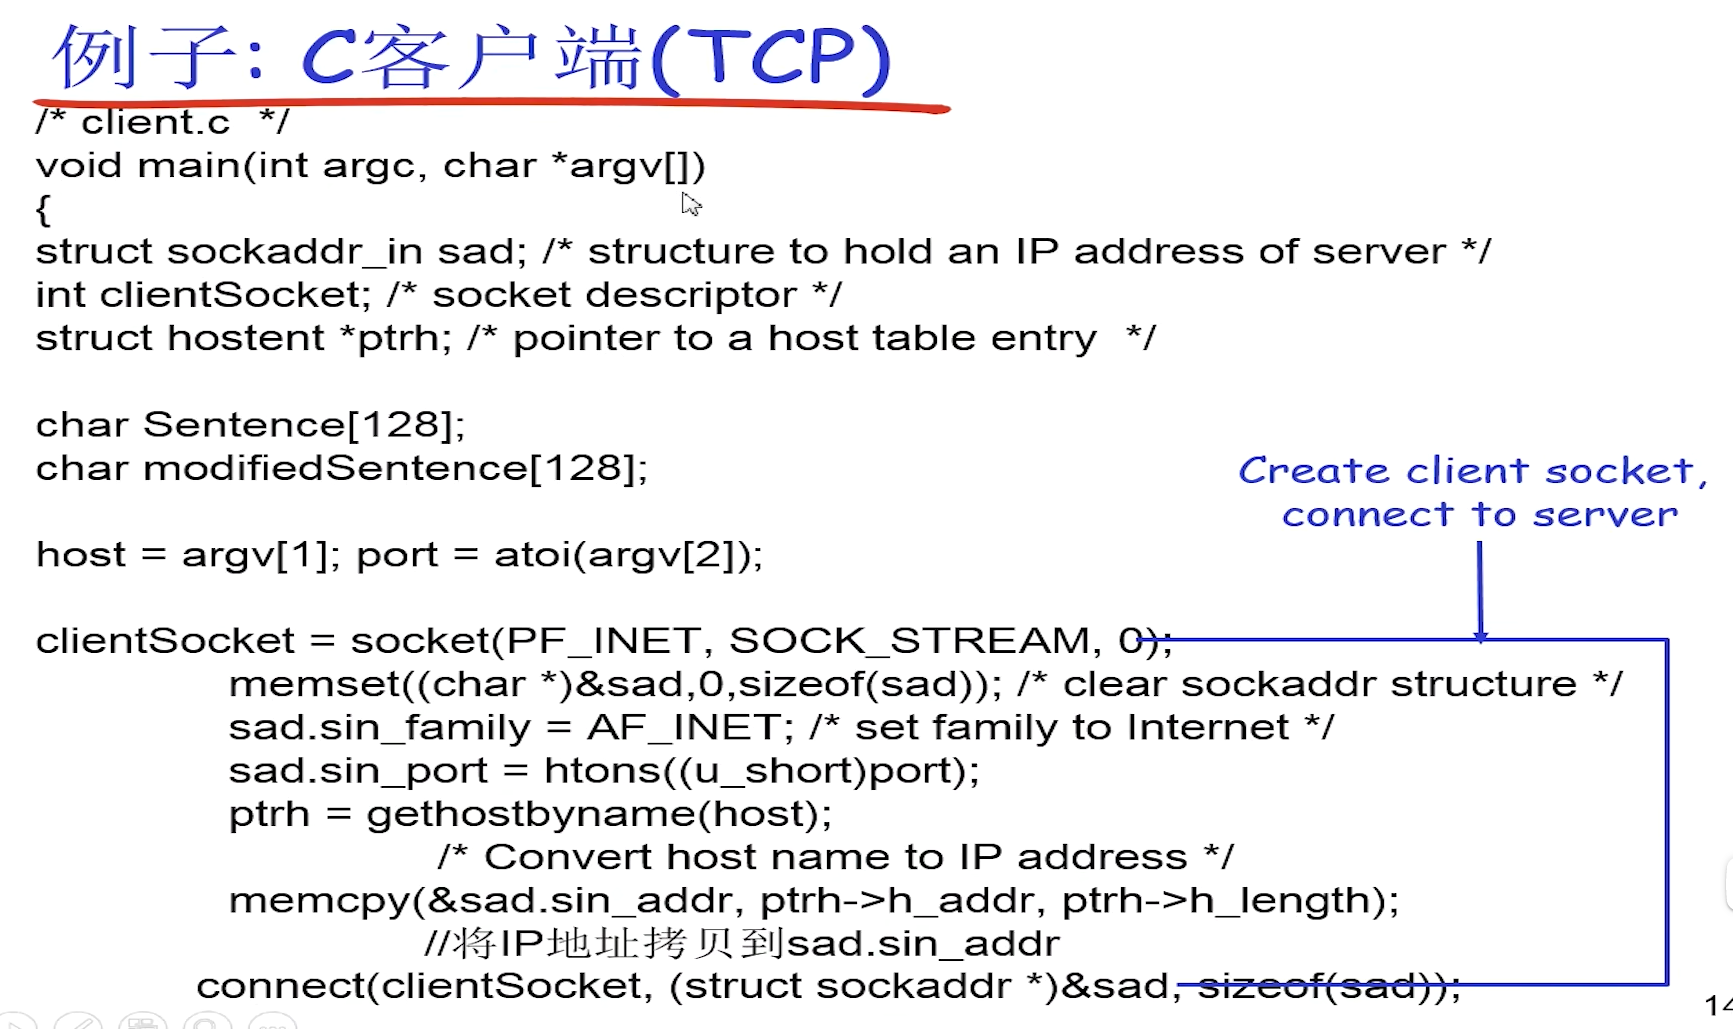 例子: C客户端(TCP)
/* client.c  */
void main(int argc, char *argv[])
{
struct sockaddr_in sad; /* structure to hold an IP address of server */
int clientSocket; /* socket descriptor */
struct hostent *ptrh; /* pointer to a host table entry  */
char Sentence[128];
char modifiedSentence[128];
Create client socket,
connect to server
host = argv[1]; port = atoi(argv[2]);
clientSocket = socket(PF_INET, SOCK_STREAM, 0);
memset((char *)&sad,0,sizeof(sad)); /* clear sockaddr structure */
sad.sin_family = AF_INET; /* set family to Internet */
sad.sin_port = htons((u_short)port);
ptrh = gethostbyname(host);
/* Convert host name to IP address */
memcpy(&sad.sin_addr, ptrh->h_addr, ptrh->h_length);
//将IP地址拷贝到sad.sin_addr
connect(clientSocket, (struct sockaddr *)&sad, sizeof(sad));